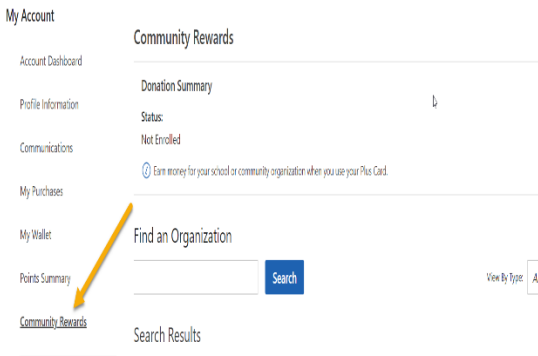 My Account
Account Dashboard
Profile Information
Communications
My Purchases
My Wallet
Points Summary
Community Rewards
Community Rewards
Donation Summary
Status:
Not Enrolled
Earn money for your school or community organization when you use your Plus Card.
Find an Organization
Search
View By Type:
Search Results